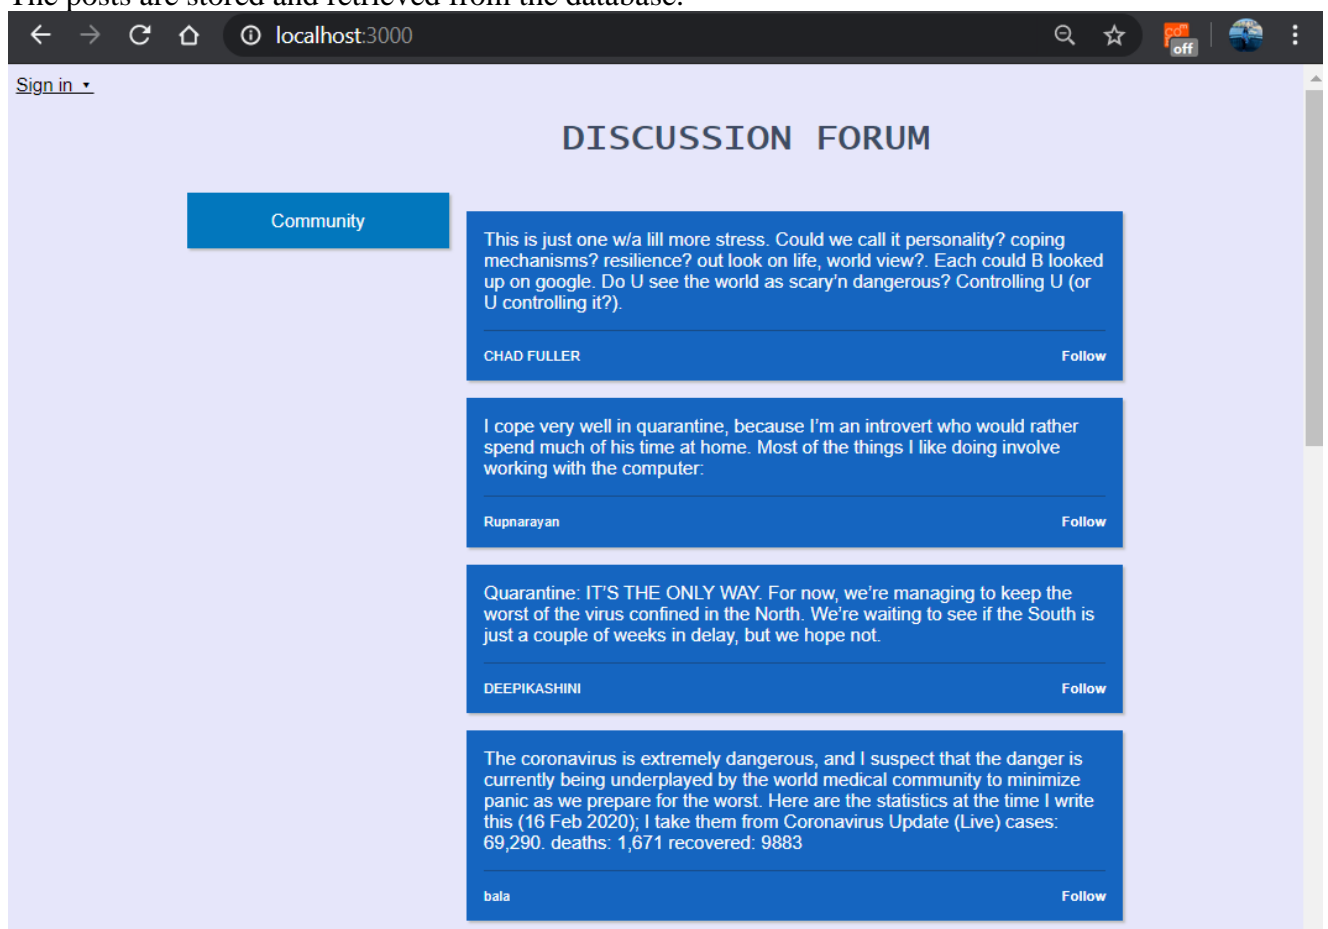 The posts are stored and retrieved from the database.
localhost:3000
off
Sign in
DISCUSSION FORUM
Community
This is just one w/a lill more stress. Could we call it personality? coping
mechanisms? resilience? out look on life, world view?. Each could B looked
up on google. Do U see the world as scary'n dangerous? Controlling U (or
U controlling it?).
CHAD FULLER
Follow
I cope very well in quarantine, because I’m an introvert who would rather
spend much of his time at home. Most of the things I like doing involve
working with the computer:
Rupnarayan
Follow
Quarantine: IT’S THE ONLY WAY. For now, we’re managing to keep the
worst of the virus confined in the North. We’re waiting to see if the South is
just a couple of weeks in delay, but we hope not.
DEEPIKASHINI
Follow
The coronavirus is extremely dangerous, and I suspect that the danger is
currently being underplayed by the world medical community to minimize
panic as we prepare for the worst. Here are the statistics at the time I write
this (16 Feb 2020); I take them from Coronavirus Update (Live) cases:
69,290. deaths: 1,671 recovered: 9883
bala
Follow